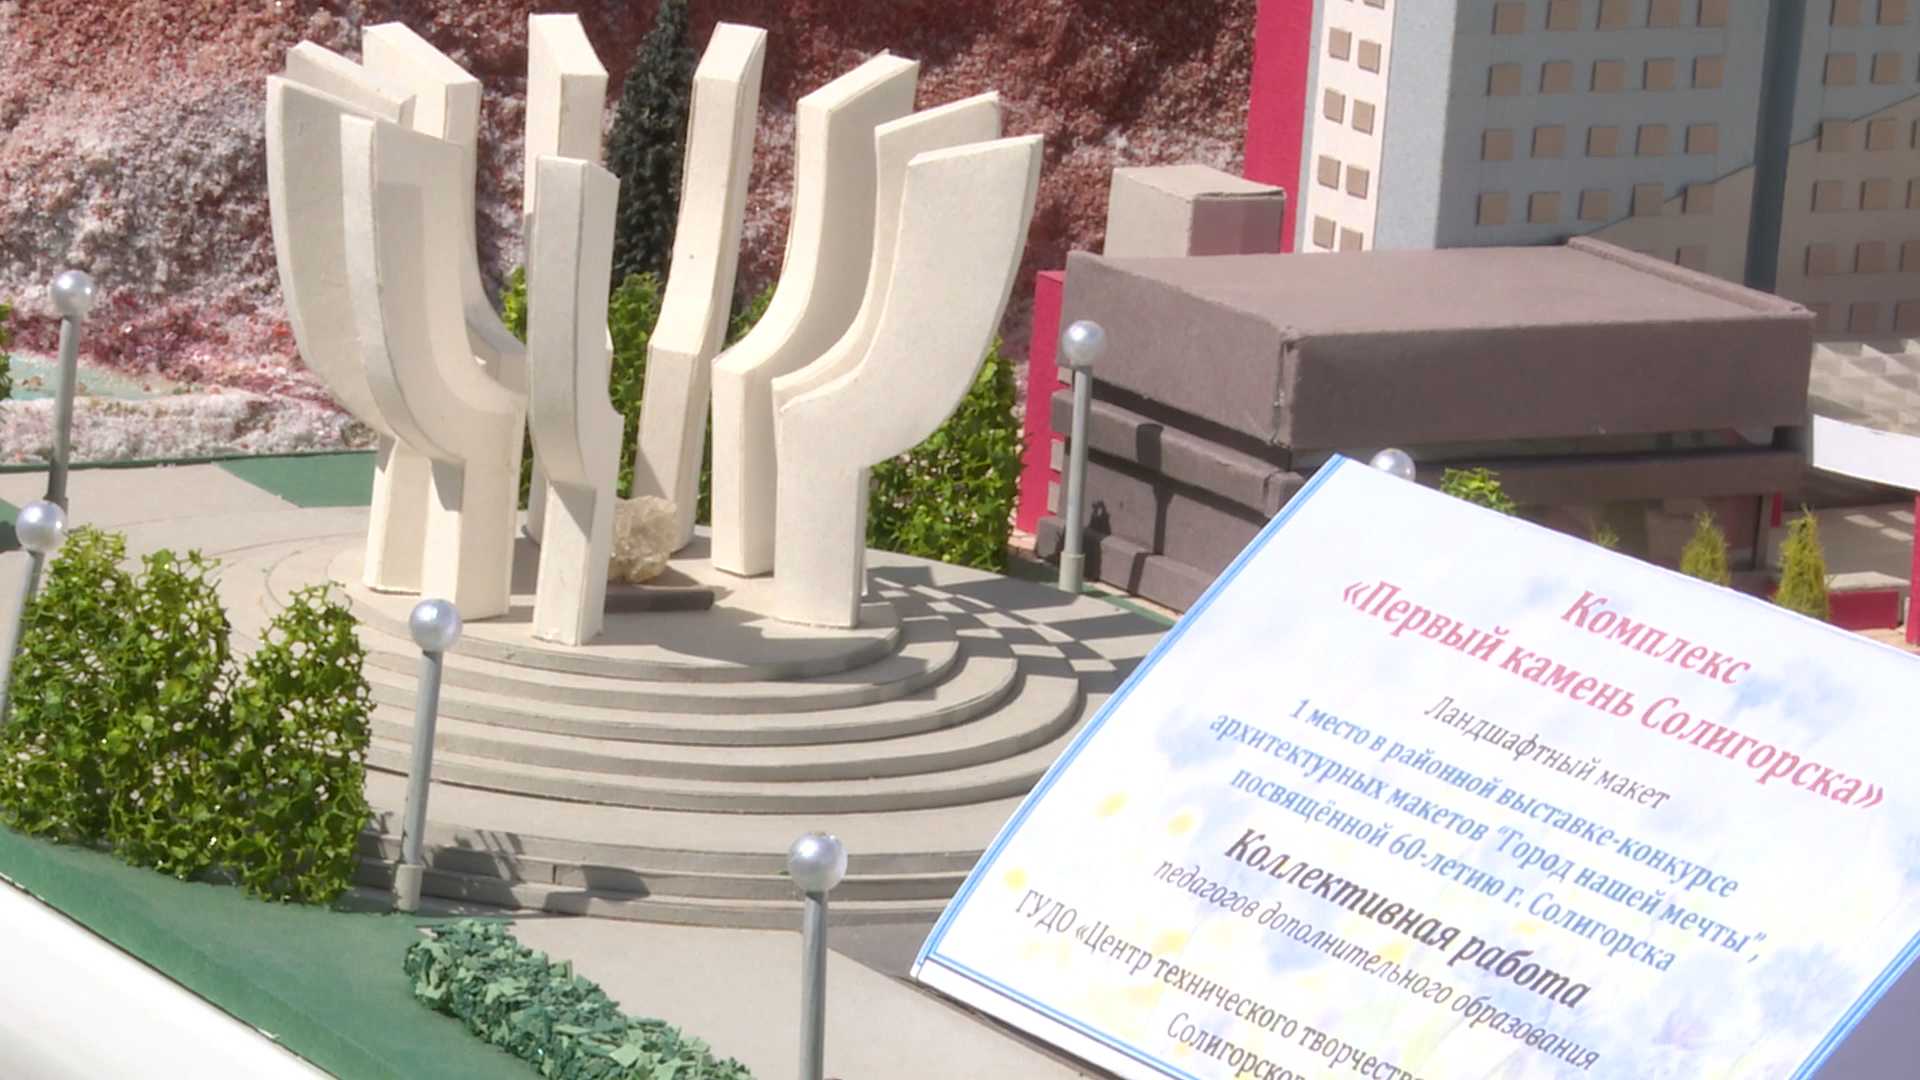 Комплекс
«Первый камень Солигорска»
Ландшафтный макет
1 место в районной выставке-конкурсе
архитектурных макетов "Город нашей мечты",
посвящённой 60-летию г. Солигорска
Коллективная работа
педагогов дополнительного образования
ГУДО «Центр технического творчества